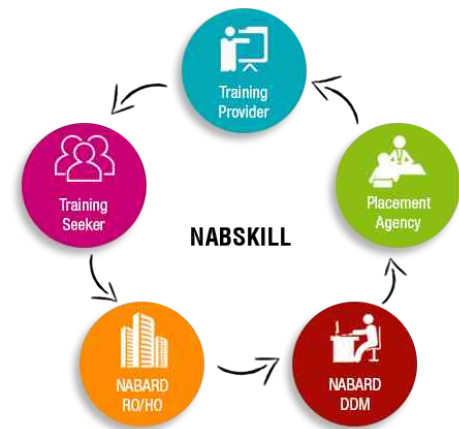 Training
Provider
Training
Seeker
Placement
Agency
NABSKILL
NABARD
RO/HO
NABARD
DDM